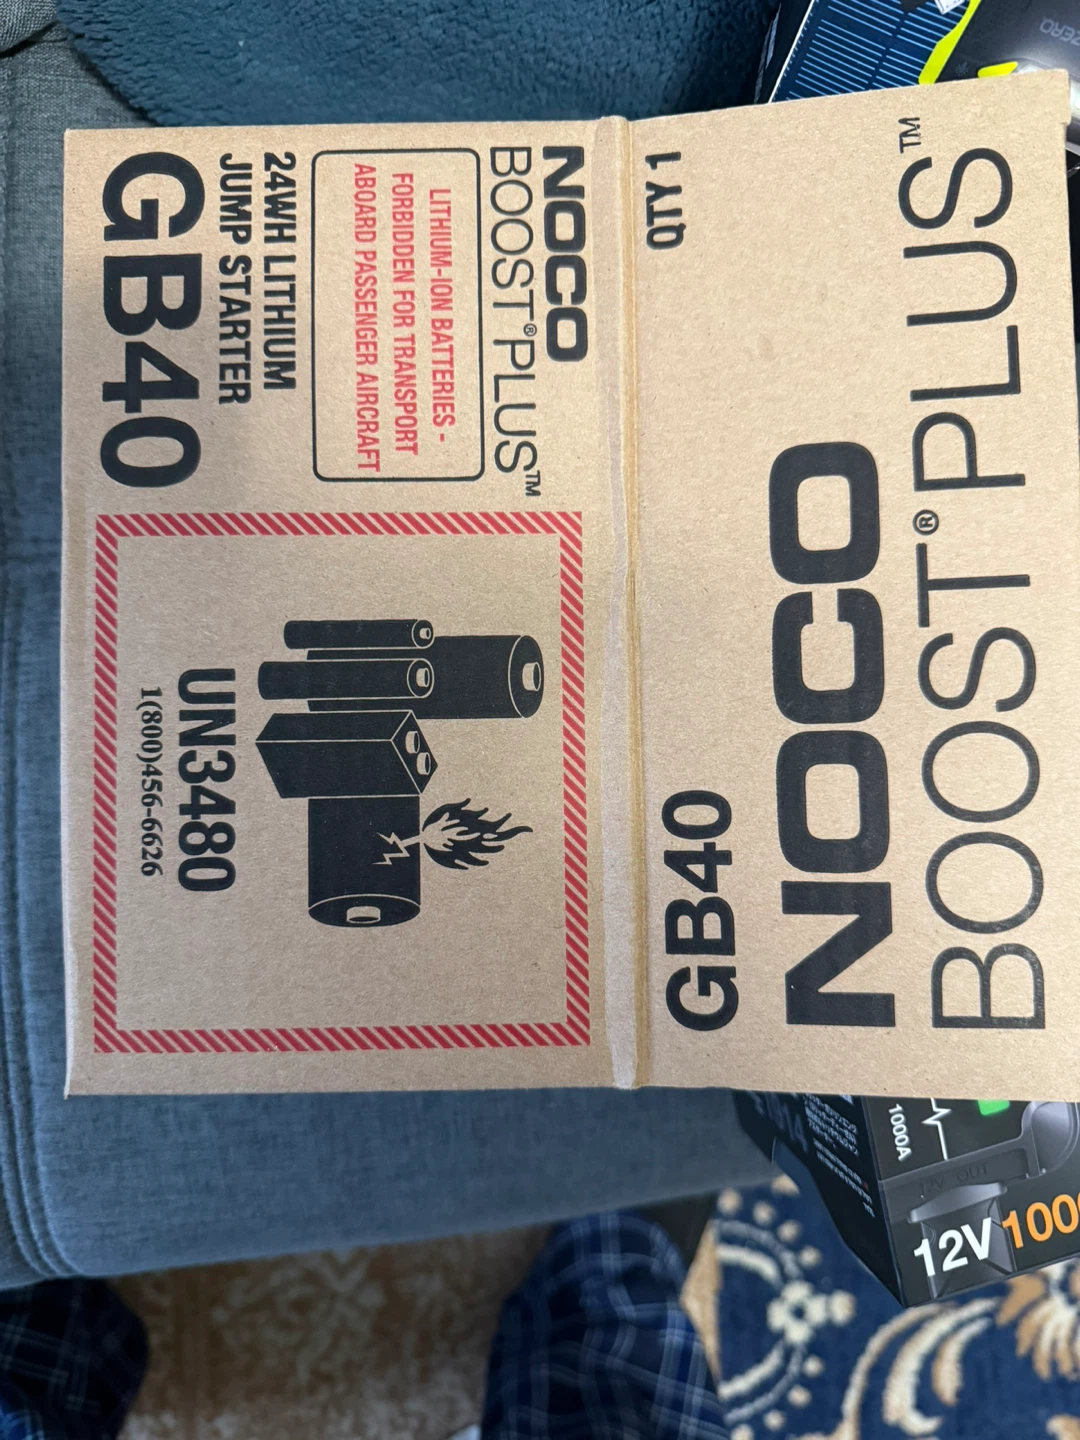 NOCO
BOOST® PLUS™
LITHIUM-ION BATTERIES -
FORBIDDEN FOR TRANSPORT
ABOARD PASSENGER AIRCRAFT
24WH LITHIUM
JUMP STARTER
GB40
UN3480
1(800)456-6626
QTY 1
GB40
NOCO
BOOST® PLUS™
1000A
12V 100